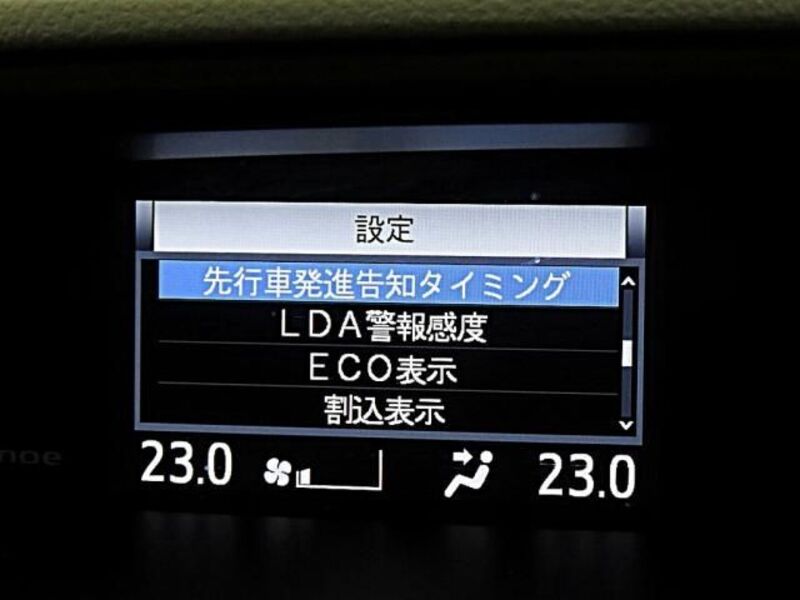 設定
先行車発進告知タイミング
LDA警報感度
ECO表示
割込表示
23.0 23.0